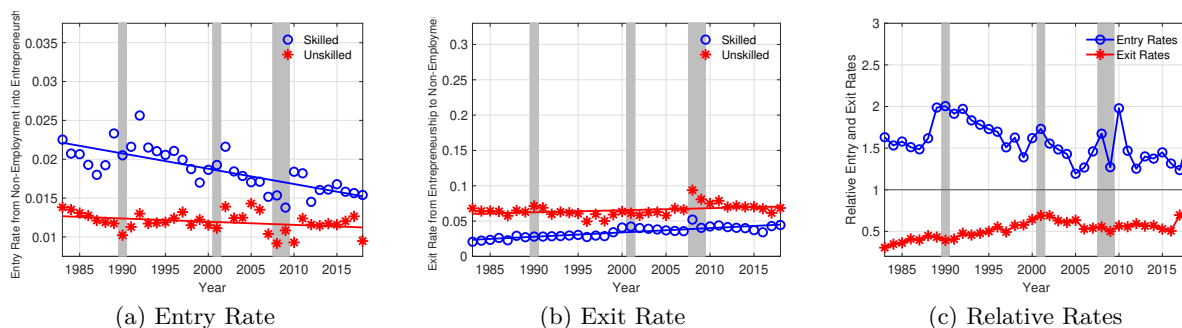 Entry Rate from Non-Employment into Entrepreneursh
0.035
0.03
0.025
0.02
0.015
0.01
Skilled
Unskilled
1985 1990 1995 2000 2005 2010 2015
Year
(a) Entry Rate
Exit Rate from Entrepreneurship to Non-Employme
0.3
0.25
0.2
0.15
0.1
0.05
0
Skilled
Unskilled
1985 1990 1995 2000 2005 2010 2015
Year
(b) Exit Rate
Relative Entry and Exit Rates
3
2.5
2
1.5
1
0.5
Entry Rates
Exit Rates
1985 1990 1995 2000 2005 2010 2015
Year
(c) Relative Rates